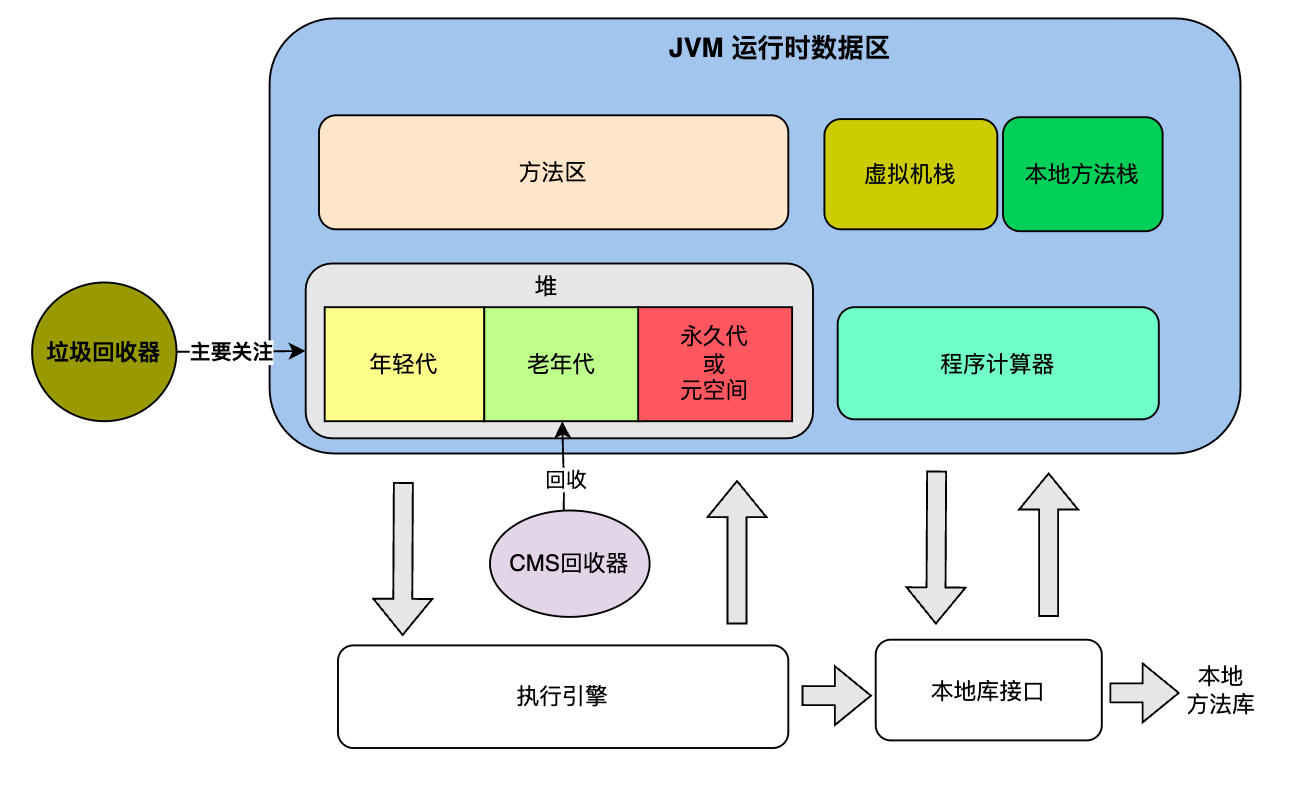 JVM 运行时数据区
方法区
虚拟机栈
本地方法栈
堆
年轻代
老年代
永久代
或
元空间
程序计算器
垃圾回收器
主要关注
回收
CMS回收器
执行引擎
本地库接口
本地
方法库